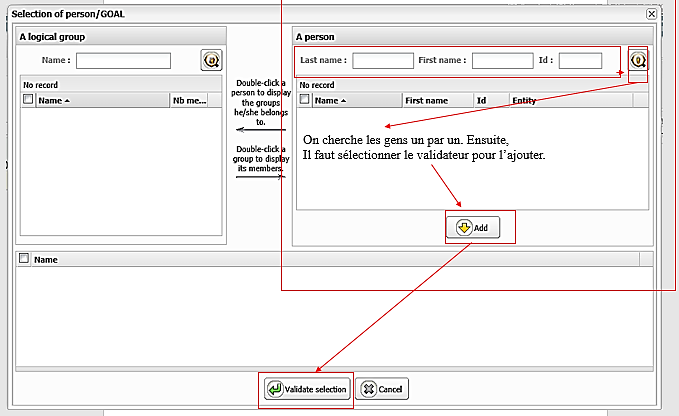 Selection of person/GOAL
A logical group
Name :
No record
Name
Nb me...
Double-click a
person to display
the groups
he/she belongs
to.
Double-click a
group to display
its members.
A person
Last name :
First name :
Id :
No record
Name
First name
Id
Entity
On cherche les gens un par un. Ensuite,
Il faut sélectionner le validateur pour l’ajouter.
Add
Name
Validate selection
Cancel